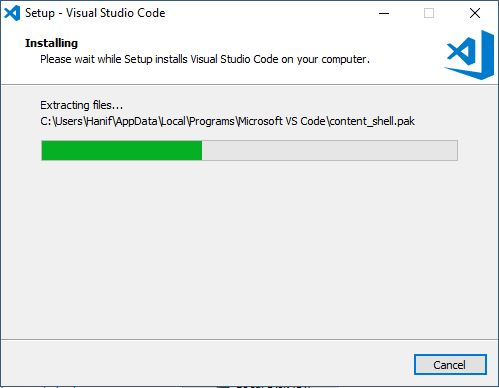 Setup - Visual Studio Code
Installing
Please wait while Setup installs Visual Studio Code on your computer.
Extracting files...
C:\Users\Hanif\AppData\Local\Programs\Microsoft VS Code\content_shell.pak
Cancel